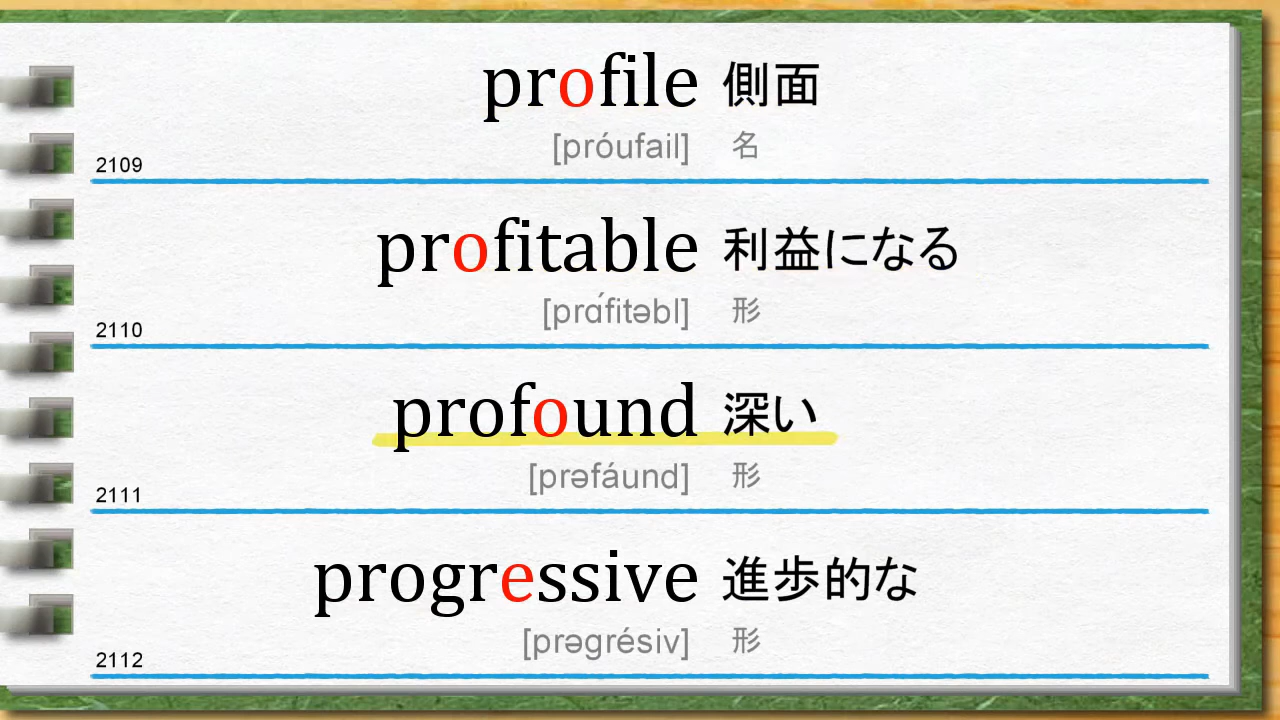 profile 側面
[próufail] 名
2109
profitable 利益になる
[prɑ́fitəbl] 形
2110
profound 深い
[prəfáund] 形
2111
progressive 進歩的な
[prəgrésiv] 形
2112